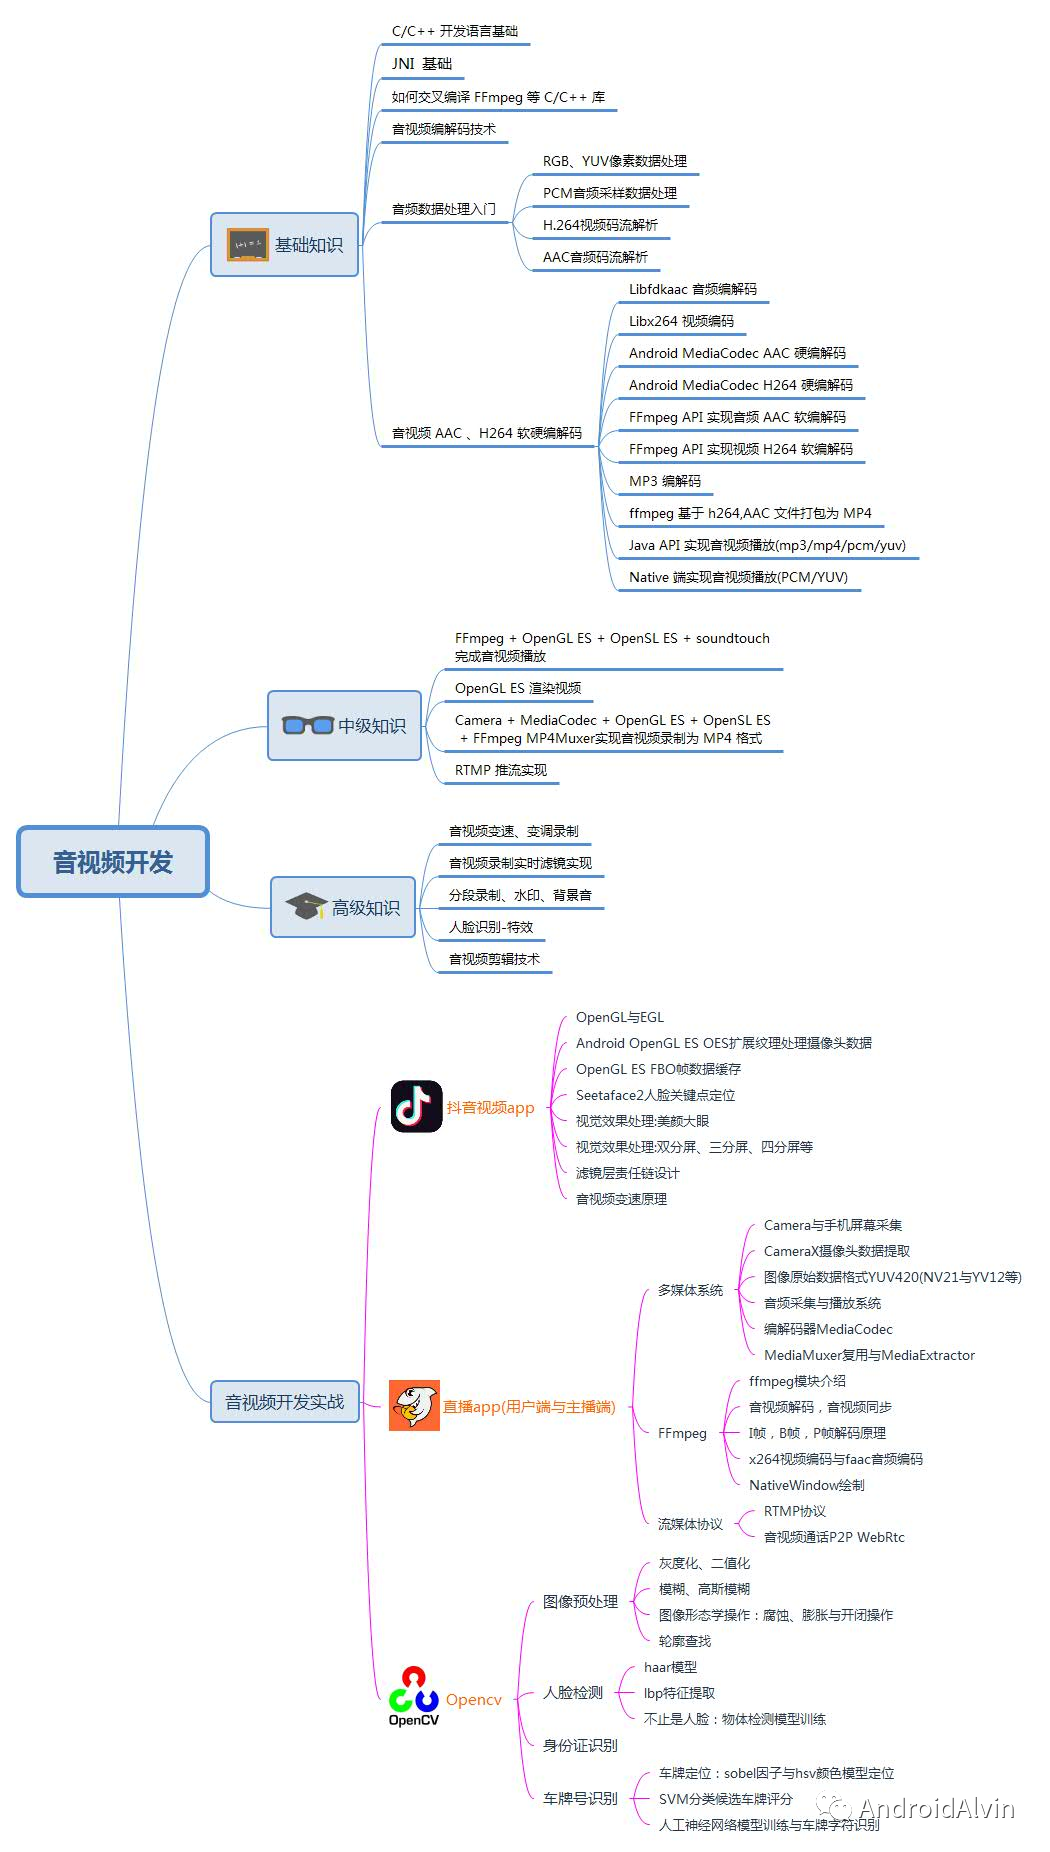 音视频开发
基础知识
C/C++ 开发语言基础
JNI 基础
如何交叉编译 FFmpeg 等 C/C++ 库
音视频编解码技术
音频数据处理入门
RGB、YUV像素数据处理
PCM音频采样数据处理
H.264视频码流解析
AAC音频码流解析
音视频 AAC 、H264 软硬编解码
Libfdkaac 音频编解码
Libx264 视频编码
Android MediaCodec AAC 硬编解码
Android MediaCodec H264 硬编解码
FFmpeg API 实现音频 AAC 软编解码
FFmpeg API 实现视频 H264 软编解码
MP3 编解码
ffmpeg 基于 h264,AAC 文件打包为 MP4
Java API 实现音视频播放(mp3/mp4/pcm/yuv)
Native 端实现音视频播放(PCM/YUV)
中级知识
FFmpeg + OpenGL ES + OpenSL ES + soundtouch
完成音视频播放
OpenGL ES 渲染视频
Camera + MediaCodec + OpenGL ES + OpenSL ES
+ FFmpeg MP4Muxer实现音视频录制为 MP4 格式
RTMP 推流实现
高级知识
音视频变速、变调录制
音视频录制实时滤镜实现
分段录制、水印、背景音
人脸识别-特效
音视频剪辑技术
音视频开发实战
抖音视频app
OpenGL与EGL
Android OpenGL ES OES扩展纹理处理摄像头数据
OpenGL ES FBO帧数据缓存
Seetaface2人脸关键点定位
视觉效果处理:美颜大眼
视觉效果处理:双分屏、三分屏、四分屏等
滤镜层责任链设计
音视频变速原理
直播app(用户端与主播端)
多媒体系统
Camera与手机屏幕采集
CameraX摄像头数据提取
图像原始数据格式YUV420(NV21与YV12等)
音频采集与播放系统
编解码器MediaCodec
MediaMuxer复用与MediaExtractor
FFmpeg
ffmpeg模块介绍
音视频解码，音视频同步
I帧，B帧，P帧解码原理
x264视频编码与faac音频编码
NativeWindow绘制
流媒体协议
RTMP协议
音视频通话P2P WebRtc
OpenCV
Opencv
图像预处理
灰度化、二值化
模糊、高斯模糊
图像形态学操作：腐蚀、膨胀与开闭操作
轮廓查找
人脸检测
haar模型
lbp特征提取
不止是人脸：物体检测模型训练
身份证识别
车牌号识别
车牌定位：sobel因子与hsv颜色模型定位
SVM分类候选车牌评分
人工神经网络模型训练与车牌字符识别
AndroidAlvin